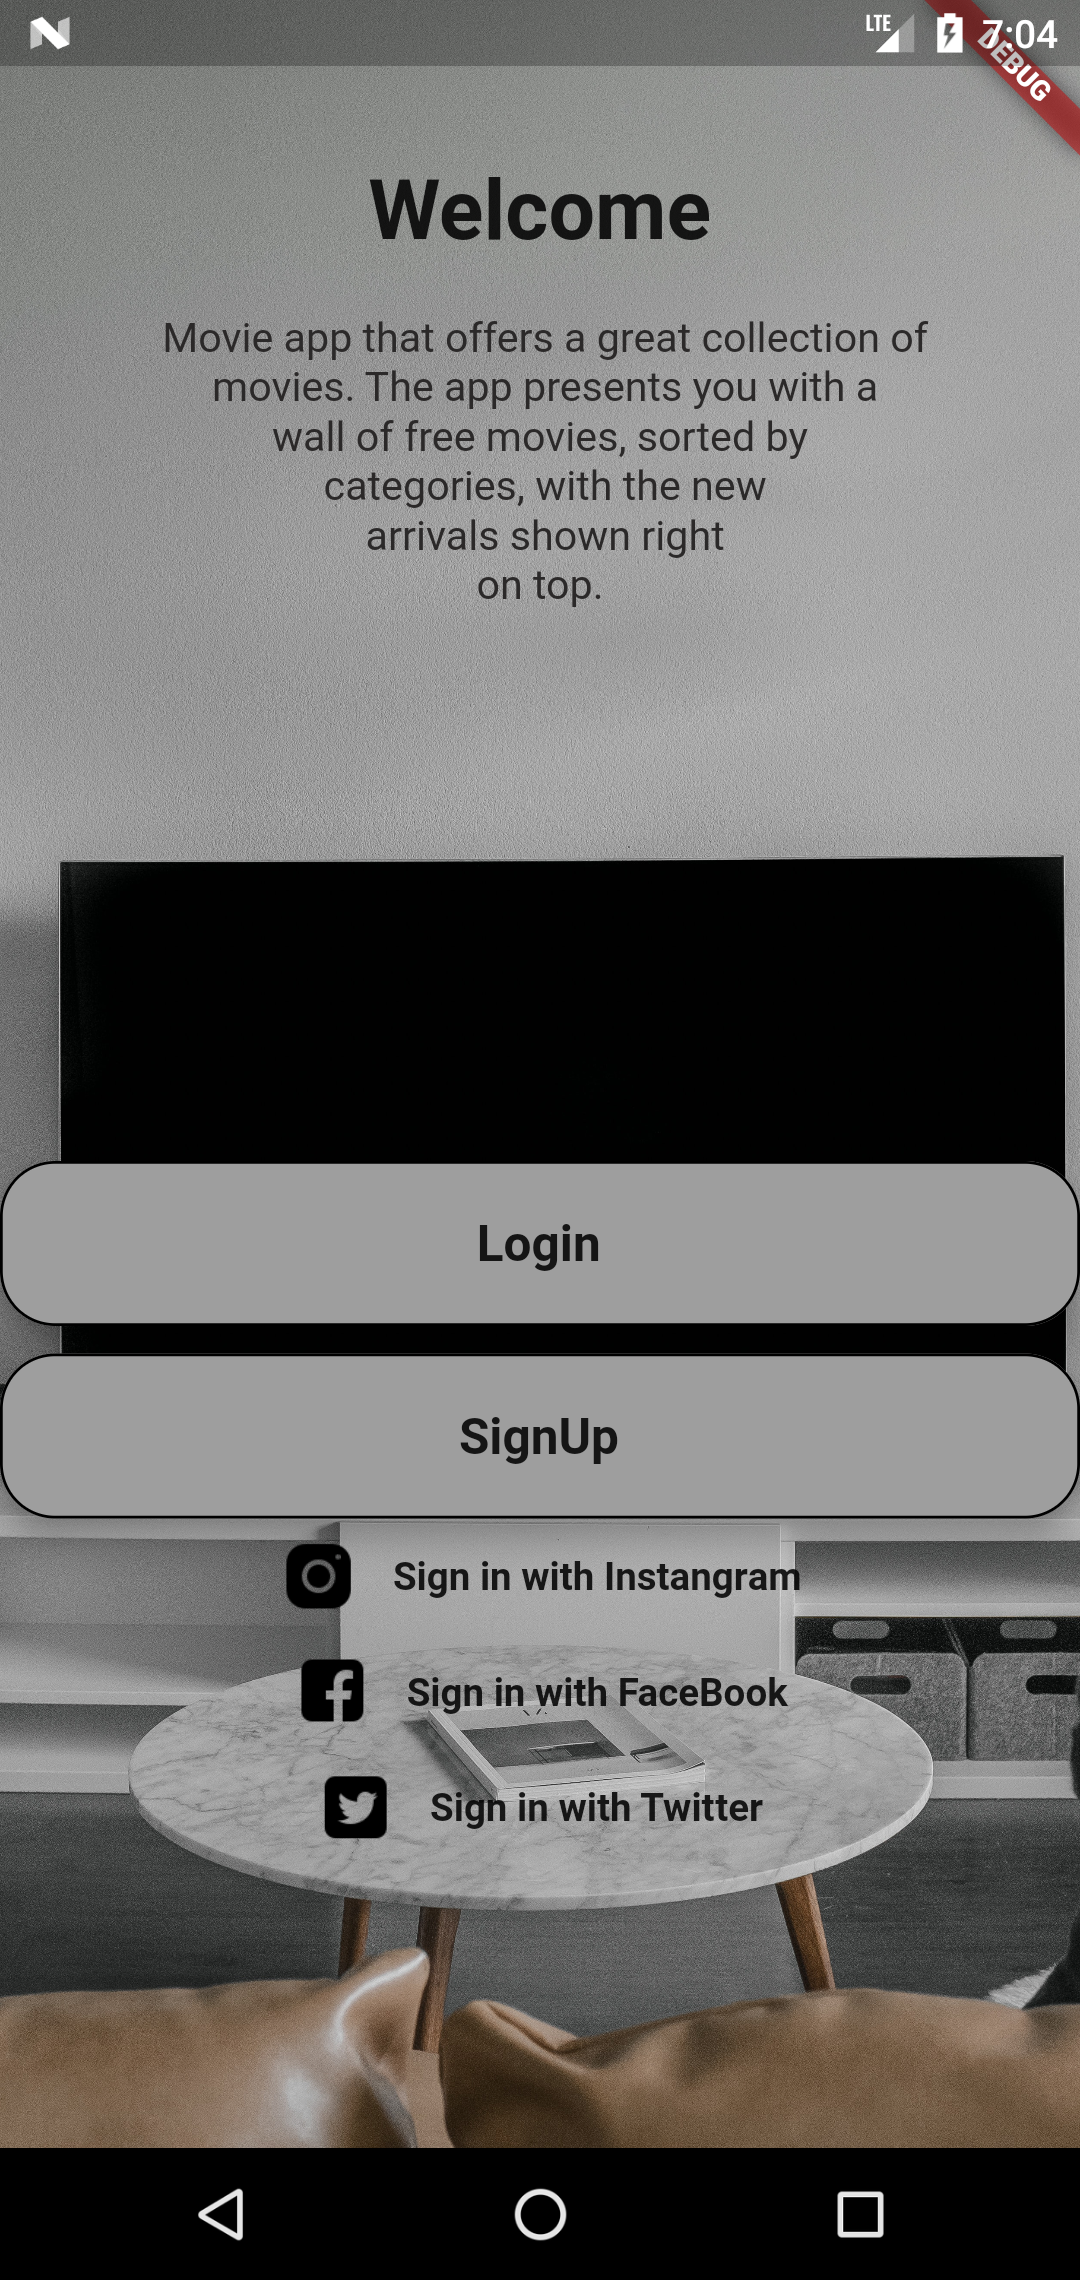 LTE
7:04
DEBUG
Welcome
Movie app that offers a great collection of
movies. The app presents you with a
wall of free movies, sorted by
categories, with the new
arrivals shown right
on top.
Login
SignUp
Sign in with Instangram
Sign in with FaceBook
Sign in with Twitter